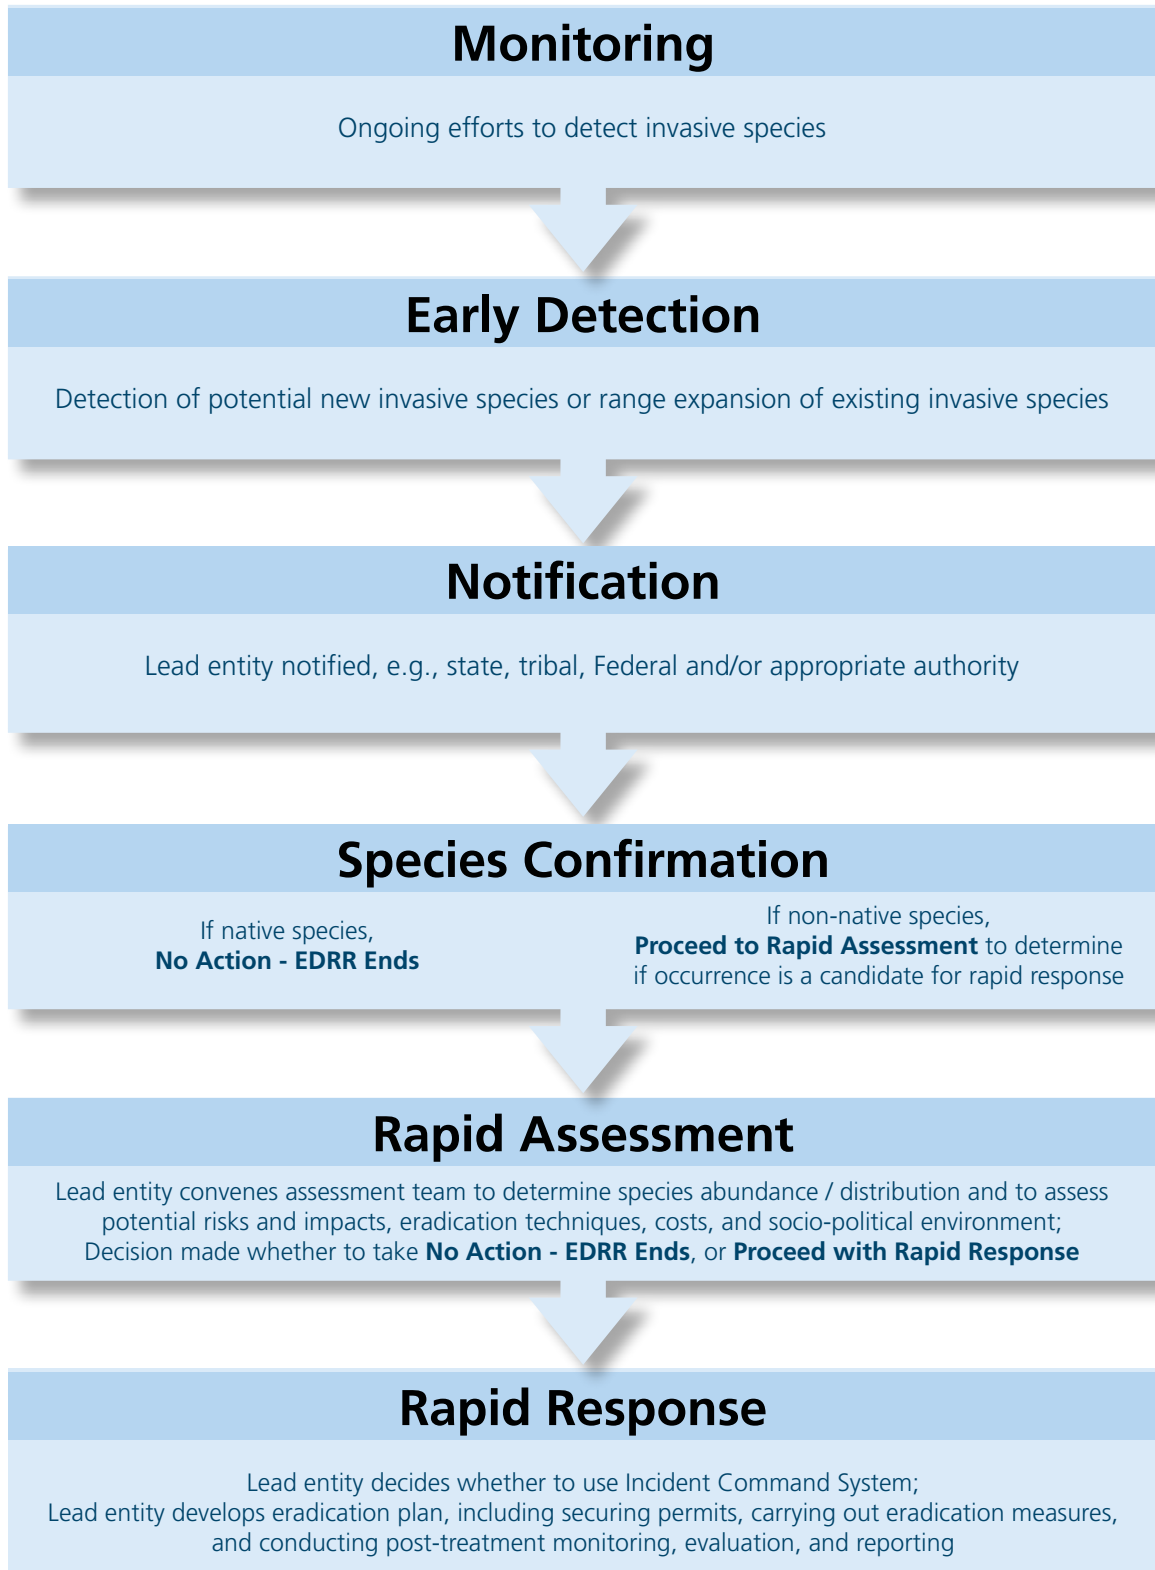 Monitoring
Ongoing efforts to detect invasive species
Early Detection
Detection of potential new invasive species or range expansion of existing invasive species
Notification
Lead entity notified, e.g., state, tribal, Federal and/or appropriate authority
Species Confirmation
If native species,
No Action - EDRR Ends
If non-native species,
Proceed to Rapid Assessment to determine
if occurrence is a candidate for rapid response
Rapid Assessment
Lead entity convenes assessment team to determine species abundance / distribution and to assess
potential risks and impacts, eradication techniques, costs, and socio-political environment;
Decision made whether to take No Action - EDRR Ends, or Proceed with Rapid Response
Rapid Response
Lead entity decides whether to use Incident Command System;
Lead entity develops eradication plan, including securing permits, carrying out eradication measures,
and conducting post-treatment monitoring, evaluation, and reporting